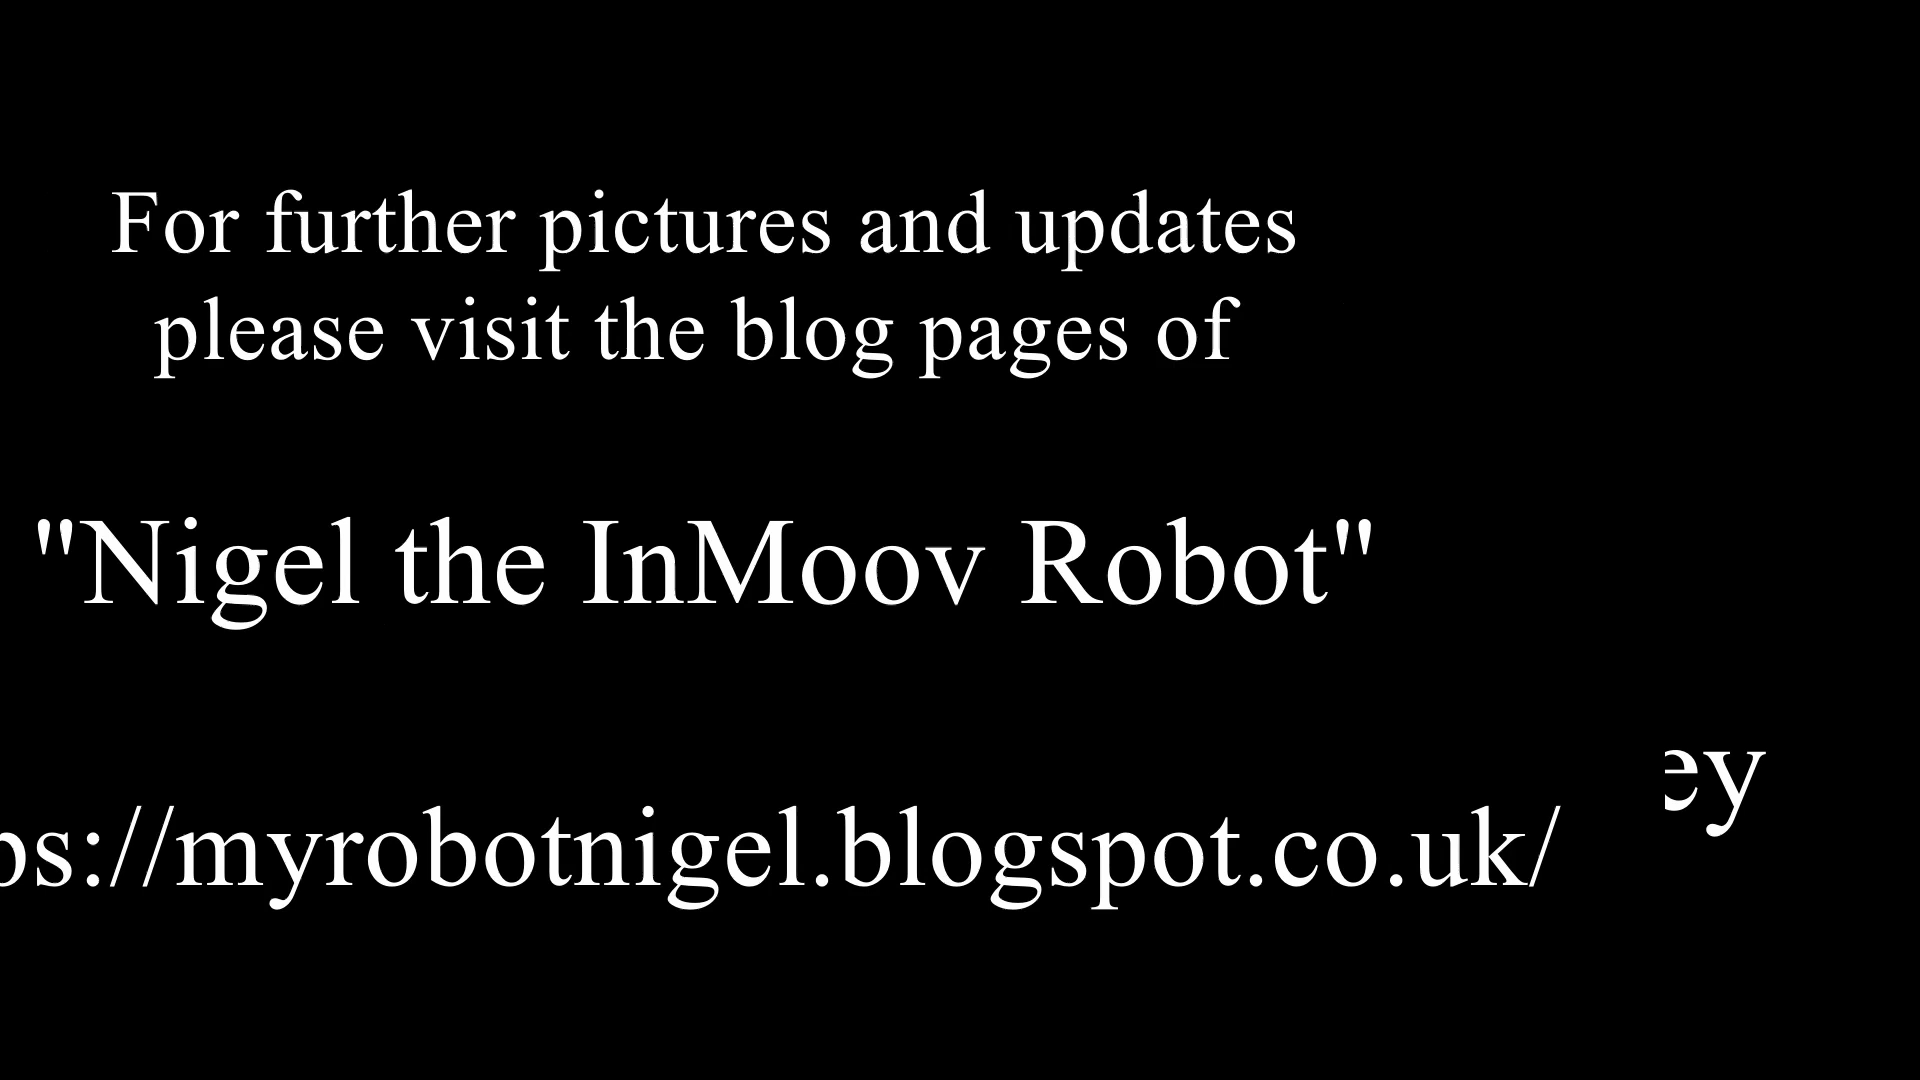 For further pictures and updates
please visit the blog pages of
"Nigel the InMoov Robot"
ey
ps://myrobotnigel.blogspot.co.uk/